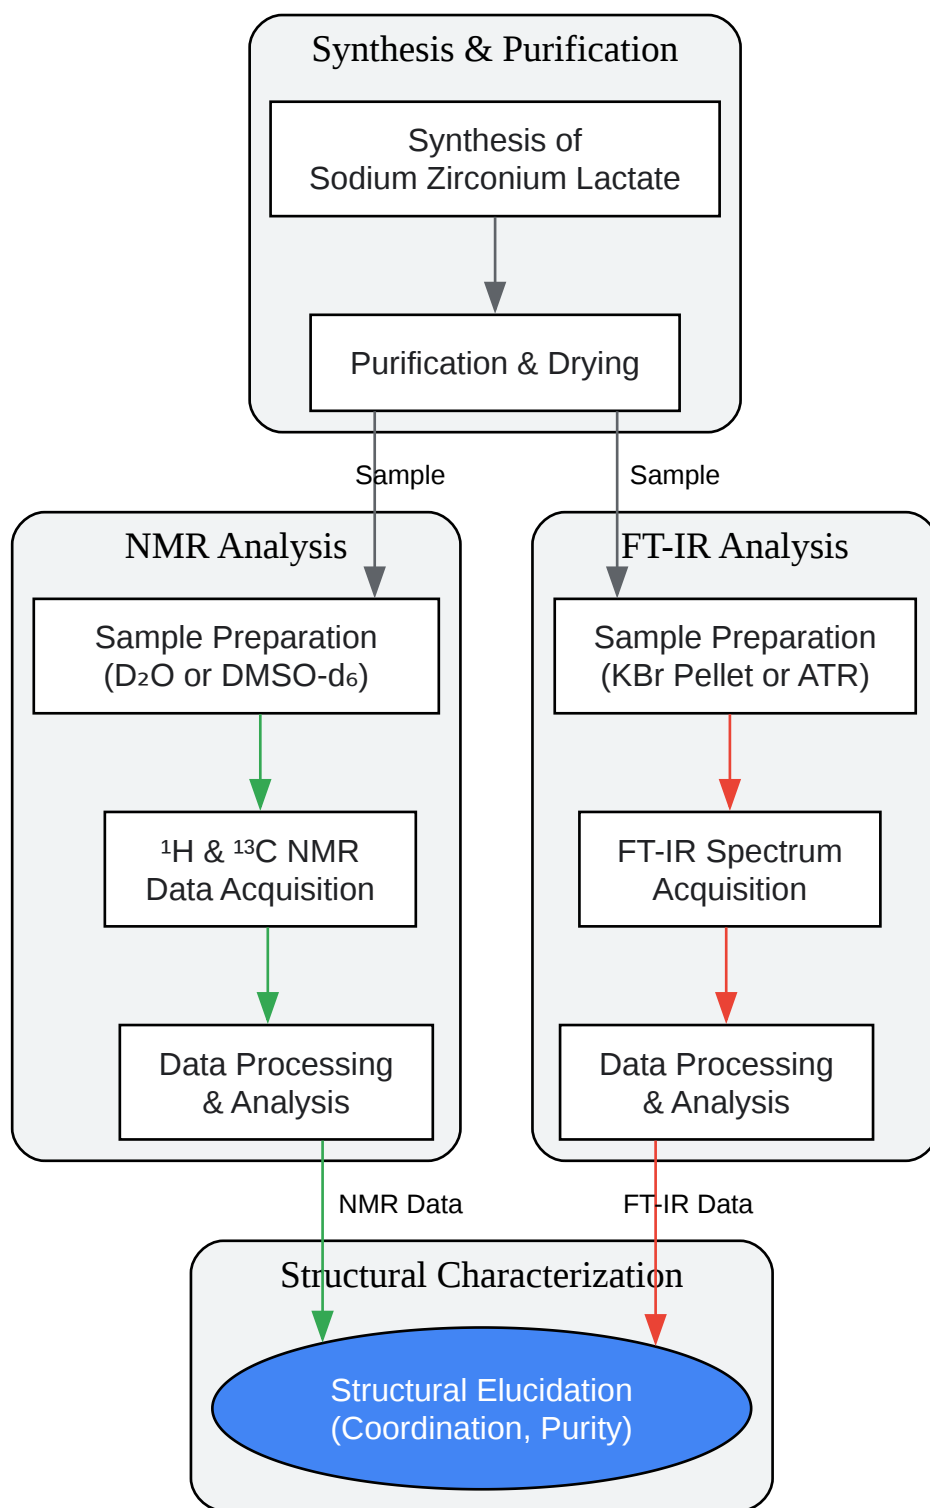 Synthesis & Purification
Synthesis of
Sodium Zirconium Lactate
Purification & Drying
Sample
Sample
NMR Analysis
Sample Preparation
(D₂O or DMSO-d₆)
¹H & ¹³C NMR
Data Acquisition
Data Processing
& Analysis
NMR Data
FT-IR Analysis
Sample Preparation
(KBr Pellet or ATR)
FT-IR Spectrum
Acquisition
Data Processing
& Analysis
FT-IR Data
Structural Characterization
Structural Elucidation
(Coordination, Purity)